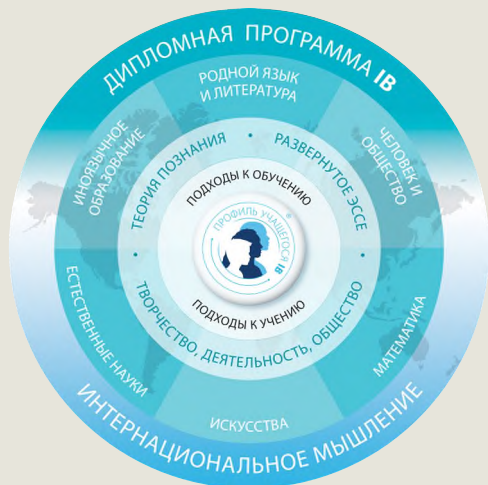 ДИПЛОМНАЯ ПРОГРАММА IB
РОДНОЙ ЯЗЫК
И ЛИТЕРАТУРА
ИНОЯЗЫЧНОЕ
ОБРАЗОВАНИЕ
ЧЕЛОВЕК И
ОБЩЕСТВО
ТЕОРИЯ ПОЗНАНИЯ
•
РАЗВЕРНУТОЕ ЭССЕ
•
•
ПОДХОДЫ К ОБУЧЕНИЮ
ПРОФИЛЬ УЧАЩЕГОСЯ IB
®
ПОДХОДЫ К УЧЕНИЮ
ТВОРЧЕСТВО, ДЕЯТЕЛЬНОСТЬ, ОБЩЕСТВО
ЕСТЕСТВЕННЫЕ НАУКИ
МАТЕМАТИКА
ИСКУССТВА
ИНТЕРНАЦИОНАЛЬНОЕ МЫШЛЕНИЕ